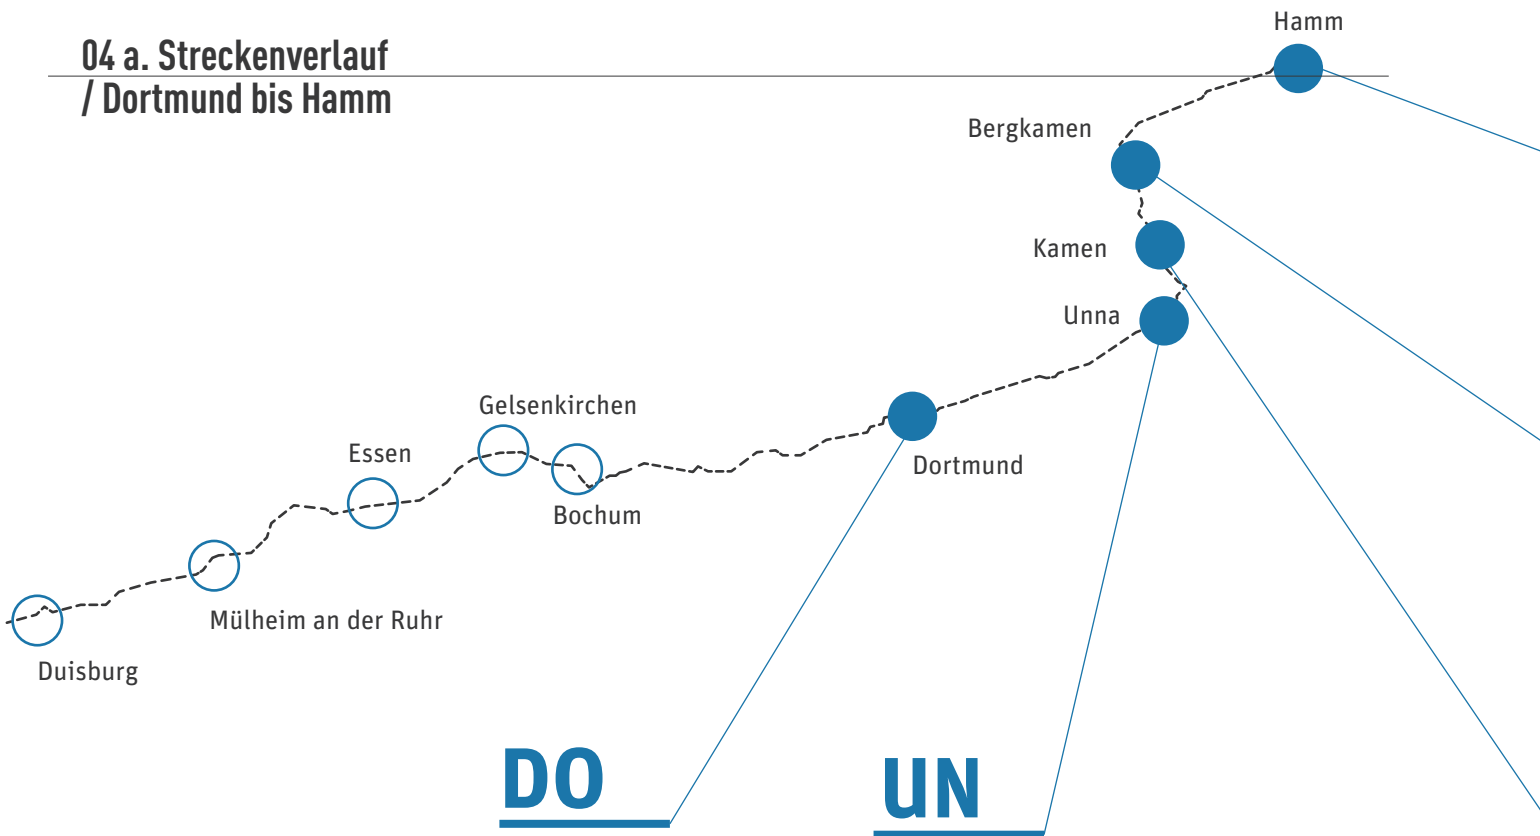 04 a. Streckenverlauf
/ Dortmund bis Hamm
Hamm
Bergkamen
Kamen
Unna
Gelsenkirchen
Essen
Dortmund
Bochum
Mülheim an der Ruhr
Duisburg
DO
UN